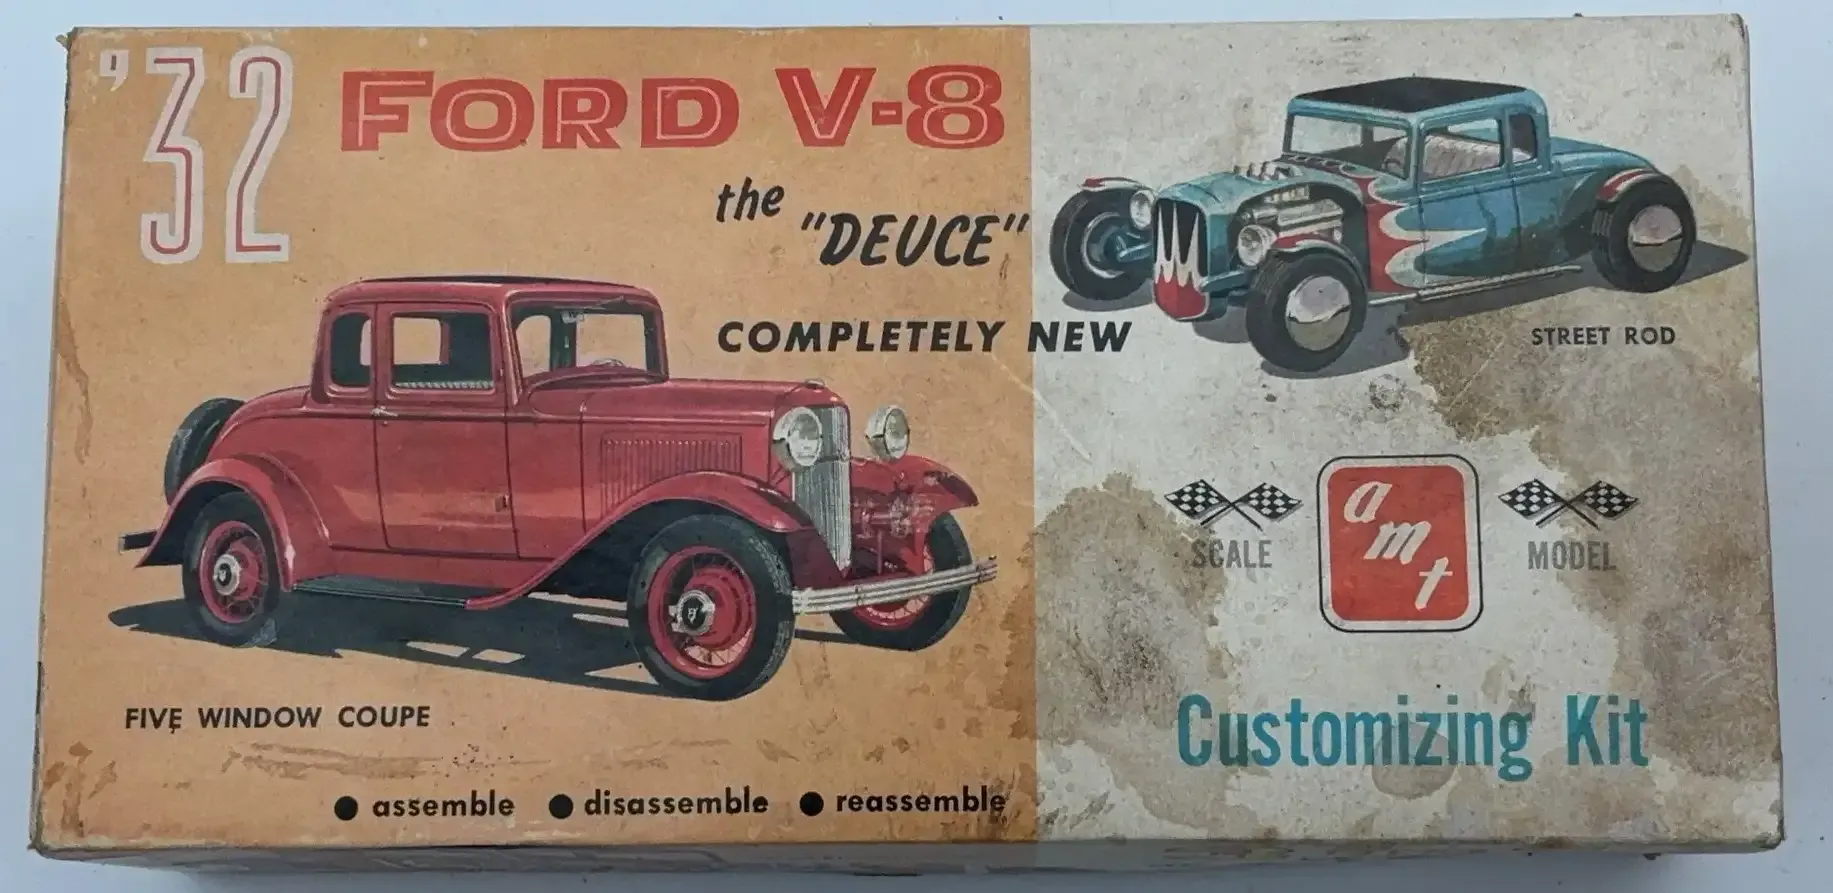 '32 FORD V-8
the "DEUCE"
COMPLETELY NEW
FIVE WINDOW COUPE
• assemble • disassemble • reassemble
STREET ROD
SCALE amt MODEL
Customizing Kit